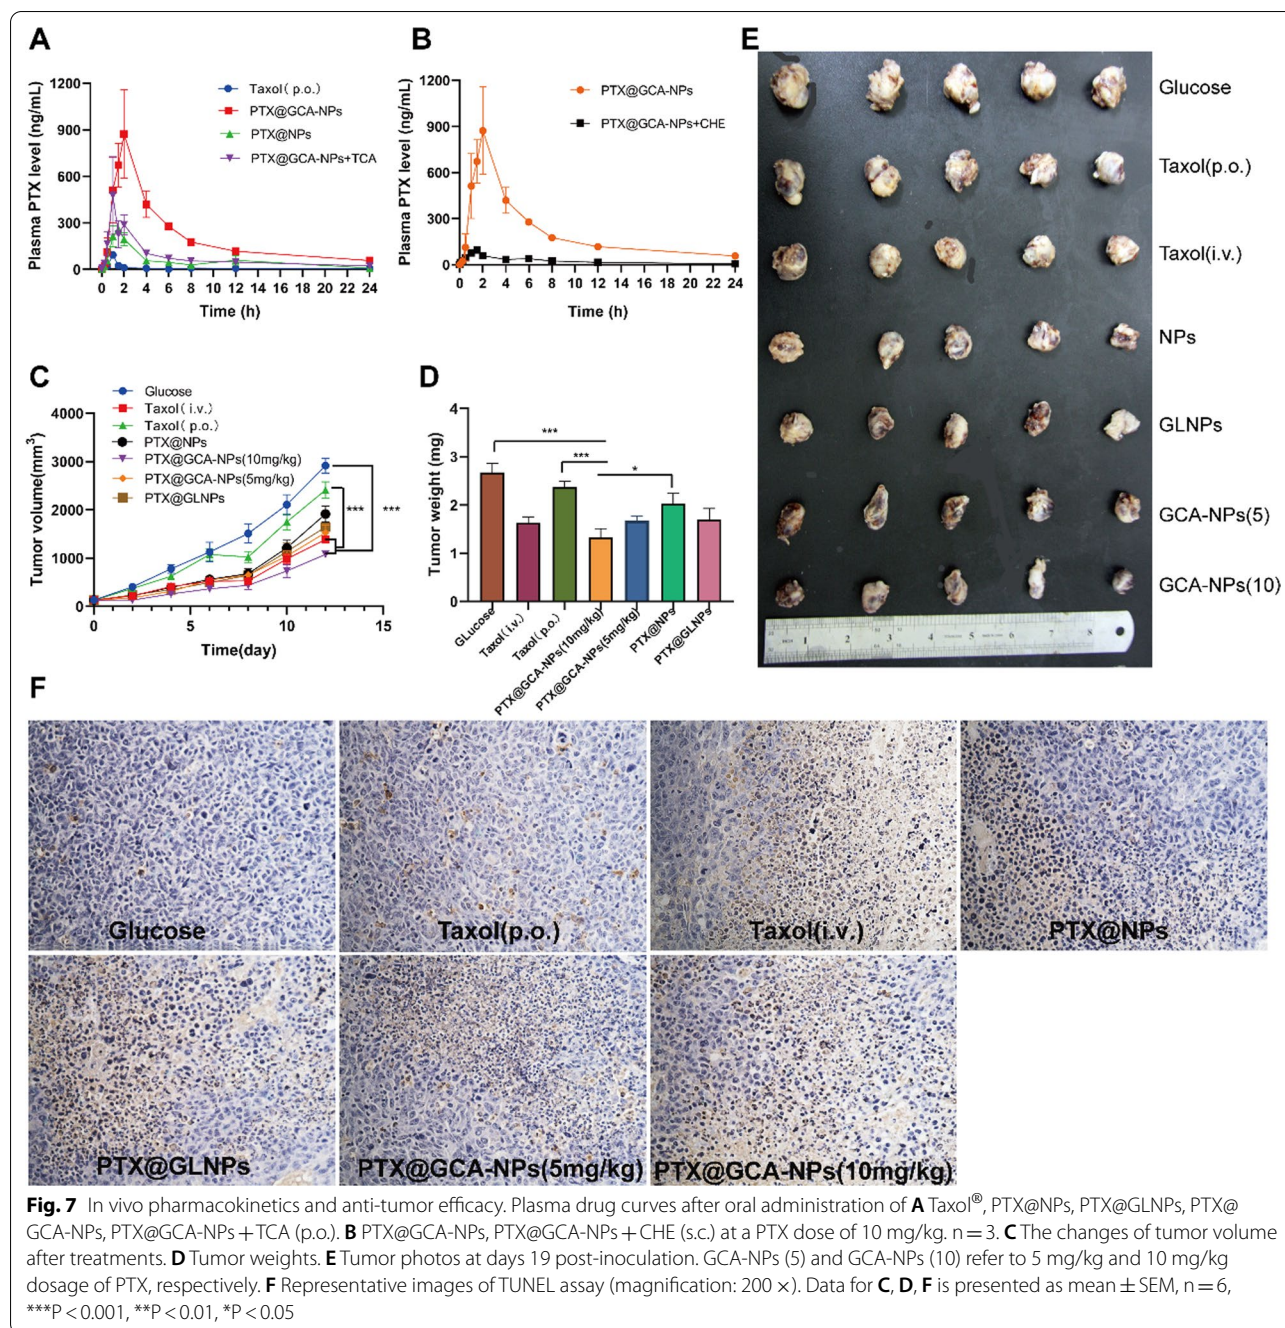 A
Plasma PTX level (ng/mL)
1200
900
600
300
0
Taxol( p.o.)
PTX@GCA-NPs
PTX@NPs
PTX@GCA-NPs+TCA
0 2 4 6 8 10 12 14 16 18 20 22 24
Time (h)
B
Plasma PTX level (ng/mL)
1200
900
600
300
0
PTX@GCA-NPs
PTX@GCA-NPs+CHE
0 2 4 6 8 10 12 14 16 18 20 22 24
Time (h)
C
Tumor volume(mm³)
4000
3000
2000
1000
0
Glucose
Taxol( i.v.)
Taxol( p.o.)
PTX@NPs
PTX@GCA-NPs(10mg/kg)
PTX@GCA-NPs(5mg/kg)
PTX@GLNPs
*** ***
0 5 10 15
Time(day)
D
Tumor weight (mg)
4
3
2
1
0
***
***
*
GLucose
Taxol( i.v.)
Taxol( p.o.)
PTX@GCA-NPs(10mg/kg)
PTX@GCA-NPs(5mg/kg)
PTX@NPs
PTX@GLNPs
E
Glucose
Taxol(p.o.)
Taxol(i.v.)
NPs
GLNPs
GCA-NPs(5)
GCA-NPs(10)
1 2 3 4 5 6 7 8
F
Glucose
Taxol(p.o.)
Taxol(i.v.)
PTX@NPs
PTX@GLNPs
PTX@GCA-NPs(5mg/kg)
PTX@GCA-NPs(10mg/kg)
Fig. 7 In vivo pharmacokinetics and anti-tumor efficacy. Plasma drug curves after oral administration of A Taxol®, PTX@NPs, PTX@GLNPs, PTX@
GCA-NPs, PTX@GCA-NPs + TCA (p.o.). B PTX@GCA-NPs, PTX@GCA-NPs + CHE (s.c.) at a PTX dose of 10 mg/kg. n = 3. C The changes of tumor volume
after treatments. D Tumor weights. E Tumor photos at days 19 post-inoculation. GCA-NPs (5) and GCA-NPs (10) refer to 5 mg/kg and 10 mg/kg
dosage of PTX, respectively. F Representative images of TUNEL assay (magnification: 200 ×). Data for C, D, F is presented as mean ± SEM, n = 6,
***P < 0.001, **P < 0.01, *P < 0.05